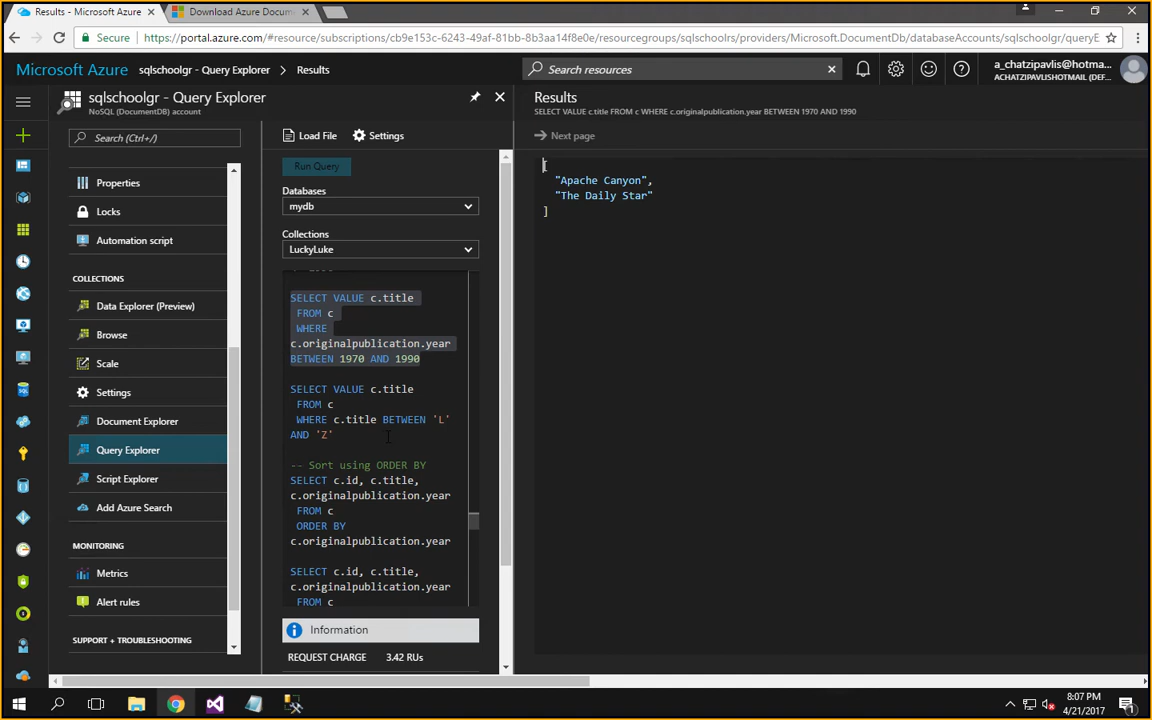 Results - Microsoft Azure
Download Azure Docum
Secure
https://portal.azure.com/#resource/subscriptions/cb9e153c-6243-49af-81bb-8b3aa14f8e0e/resourcegroups/sqlschoolrs/providers/Microsoft.DocumentDb/databaseAccounts/sqlschoolgr/queryE
Microsoft Azure
sqlschoolgr - Query Explorer > Results
Search resources
a_chatzipavlis@hotma...
ACHATZIPAVLISHOTMAIL (DEF...
sqlschoolgr - Query Explorer
NoSQL (DocumentDB) account
Search (Ctrl+/)
Properties
Locks
Automation script
COLLECTIONS
Data Explorer (Preview)
Browse
Scale
Settings
Document Explorer
Query Explorer
Script Explorer
Add Azure Search
MONITORING
Metrics
Alert rules
SUPPORT + TROUBLESHOOTING
Load File
Settings
Run Query
Databases
mydb
Collections
LuckyLuke
SELECT VALUE c.title
FROM c
WHERE
c.originalpublication.year
BETWEEN 1970 AND 1990
SELECT VALUE c.title
FROM c
WHERE c.title BETWEEN 'L'
AND 'Z'
-- Sort using ORDER BY
SELECT c.id, c.title,
c.originalpublication.year
FROM c
ORDER BY
c.originalpublication.year
SELECT c.id, c.title,
c.originalpublication.year
FROM c
Information
REQUEST CHARGE 3.42 RUs
Results
SELECT VALUE c.title FROM c WHERE c.originalpublication.year BETWEEN 1970 AND 1990
Next page
[
"Apache Canyon",
"The Daily Star"
]
8:07 PM
4/21/2017